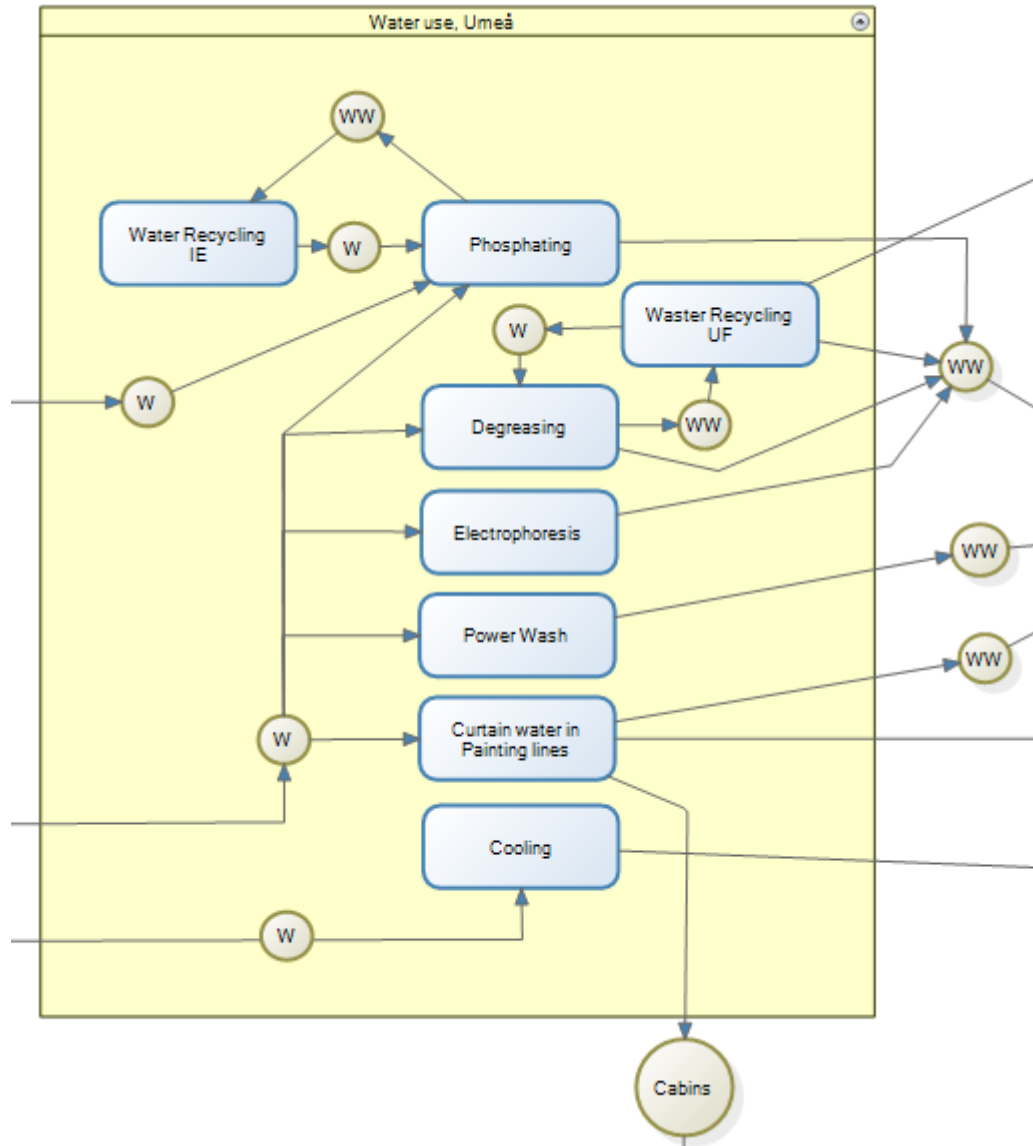 Water use, Umeå
WW
Water Recycling
IE
W
Phosphating
Waster Recycling
UF
W
WW
W
Degreasing
WW
Electrophoresis
WW
Power Wash
WW
W
Curtain water in
Painting lines
Cooling
W
Cabins